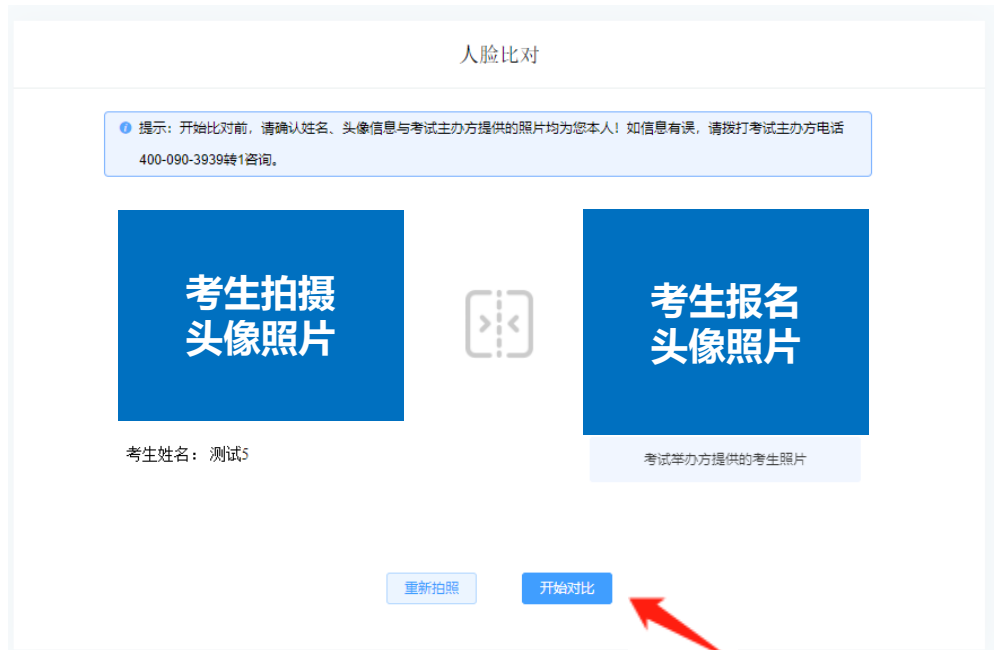 人脸比对
提示：开始比对前，请确认姓名、头像信息与考试主办方提供的照片均为您本人！如信息有误，请拨打考试主办方电话
400-090-3939转1咨询。
考生拍摄
头像照片
考生报名
头像照片
考生姓名： 测试5
考试举办方提供的考生照片
重新拍照
开始对比